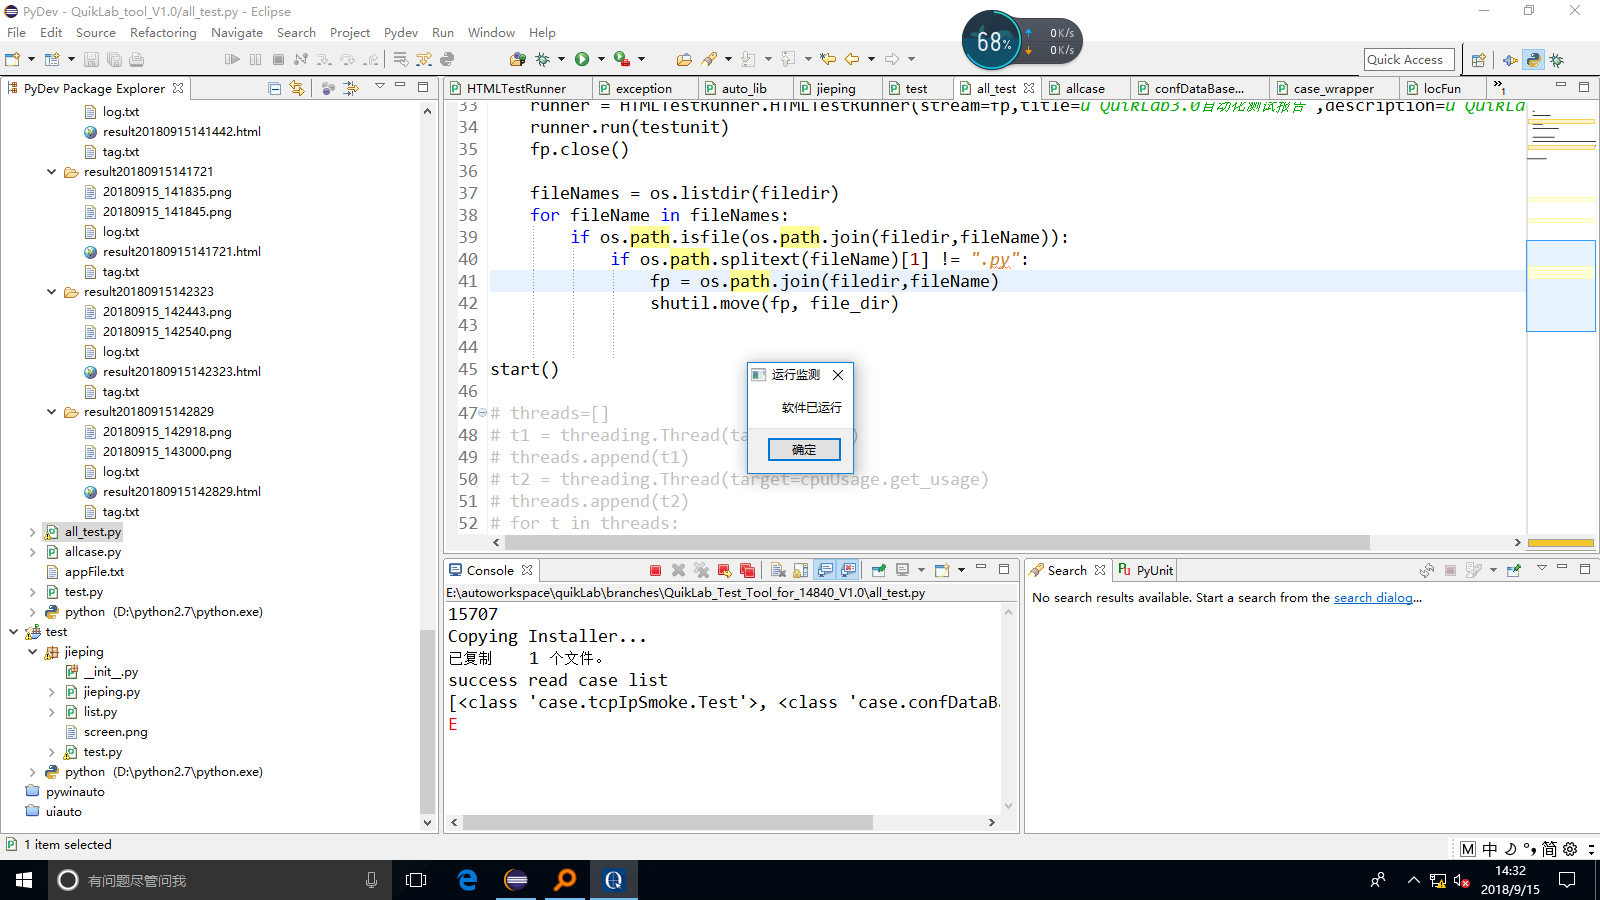 PyDev - QuikLab_tool_V1.0/all_test.py - Eclipse
File Edit Source Refactoring Navigate Search Project Pydev Run Window Help
68%
0K/s
0K/s
Quick Access
PyDev Package Explorer
log.txt
result20180915141442.html
tag.txt
result20180915141721
20180915_141835.png
20180915_141845.png
log.txt
result20180915141721.html
tag.txt
result20180915142323
20180915_142443.png
20180915_142540.png
log.txt
result20180915142323.html
tag.txt
result20180915142829
20180915_142918.png
20180915_143000.png
log.txt
result20180915142829.html
tag.txt
all_test.py
allcase.py
appFile.txt
test.py
python (D:\python2.7\python.exe)
test
jieping
__init__.py
jieping.py
list.py
screen.png
test.py
python (D:\python2.7\python.exe)
pywinauto
uiauto
HTMLTestRunner exception auto_lib jieping test all_test allcase confDataBase... case_wrapper locFun »1
33 runner = HTMLTestRunner.HTMLTestRunner(stream=fp,title=u"QuikLab3.0自动化测试报告",description=u"QuikLa
34 runner.run(testunit)
35 fp.close()
36
37 fileNames = os.listdir(filedir)
38 for fileName in fileNames:
39 if os.path.isfile(os.path.join(filedir,fileName)):
40 if os.path.splitext(fileName)[1] != ".py":
41 fp = os.path.join(filedir,fileName)
42 shutil.move(fp, file_dir)
43
44
45 start()
46
47 # threads=[]
48 # t1 = threading.Thread(ta )
49 # threads.append(t1)
50 # t2 = threading.Thread(target=cpuUsage.get_usage)
51 # threads.append(t2)
52 # for t in threads:
运行监测
软件已运行
确定
Console
E:\autoworkspace\quikLab\branches\QuikLab_Test_Tool_for_14840_V1.0\all_test.py
15707
Copying Installer...
已复制 1 个文件。
success read case list
[<class 'case.tcpIpSmoke.Test'>, <class 'case.confDataBa
E
Search PyUnit
No search results available. Start a search from the search dialog...
1 item selected
M 中 简
有问题尽管问我
14:32
2018/9/15